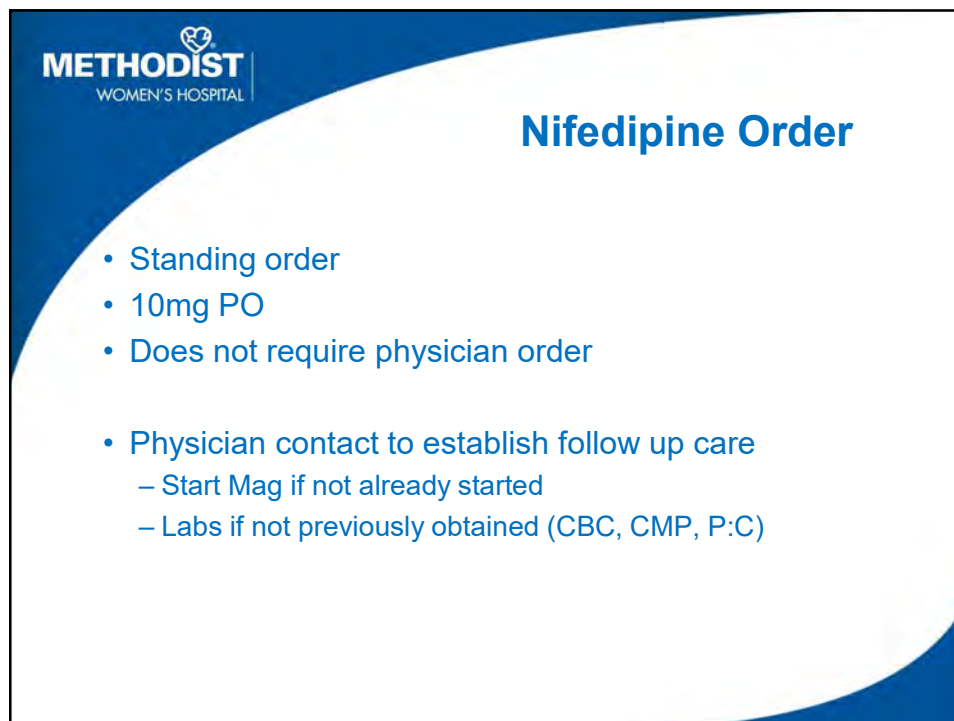 METHODIST
WOMEN'S HOSPITAL
Nifedipine Order
• Standing order
• 10mg PO
• Does not require physician order
• Physician contact to establish follow up care
– Start Mag if not already started
– Labs if not previously obtained (CBC, CMP, P:C)